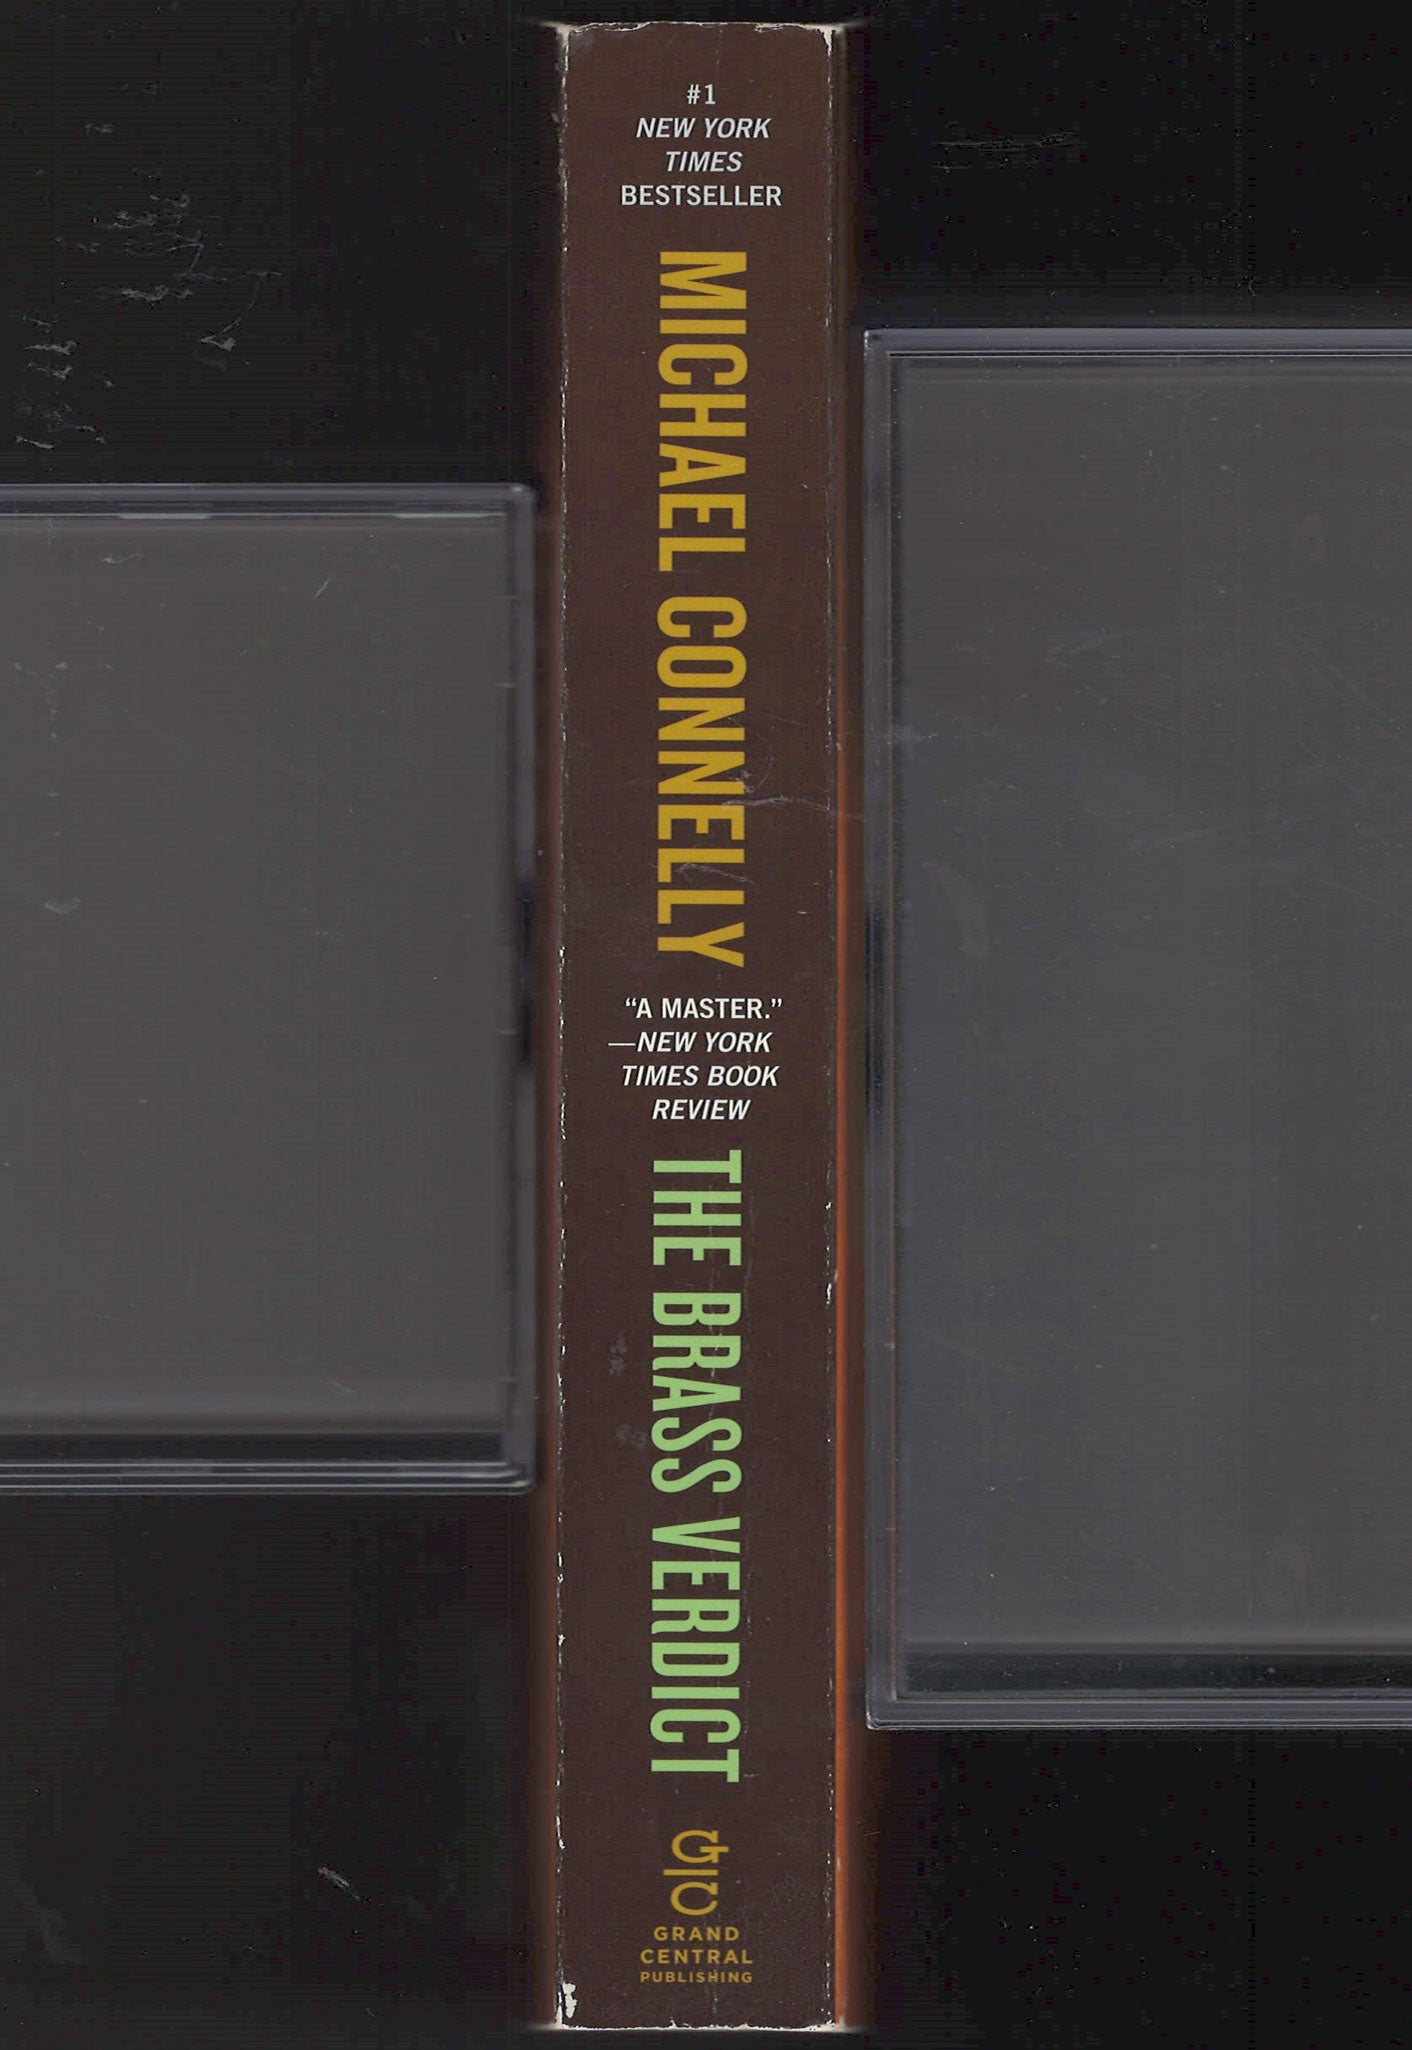 #1
NEW YORK
TIMES
BESTSELLER
MICHAEL CONNELLY
“A MASTER.”
—NEW YORK
TIMES BOOK
REVIEW
THE BRASS VERDICT
GRAND
CENTRAL
PUBLISHING